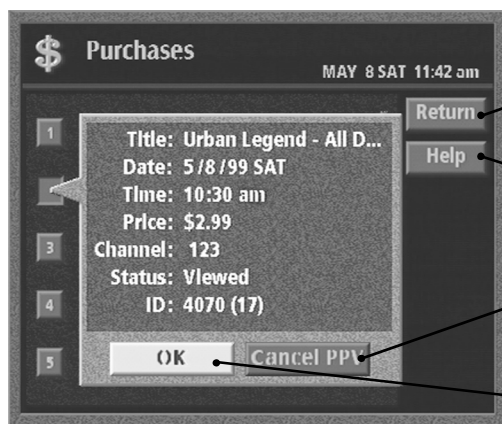 $ Purchases
MAY 8 SAT 11:42 am
Return
Help
1
Title: Urban Legend - All D...
Date: 5/8/99 SAT
Time: 10:30 am
Price: $2.99
3
Channel: 123
Status: Viewed
4
ID: 4070 (17)
5
OK
Cancel PPV